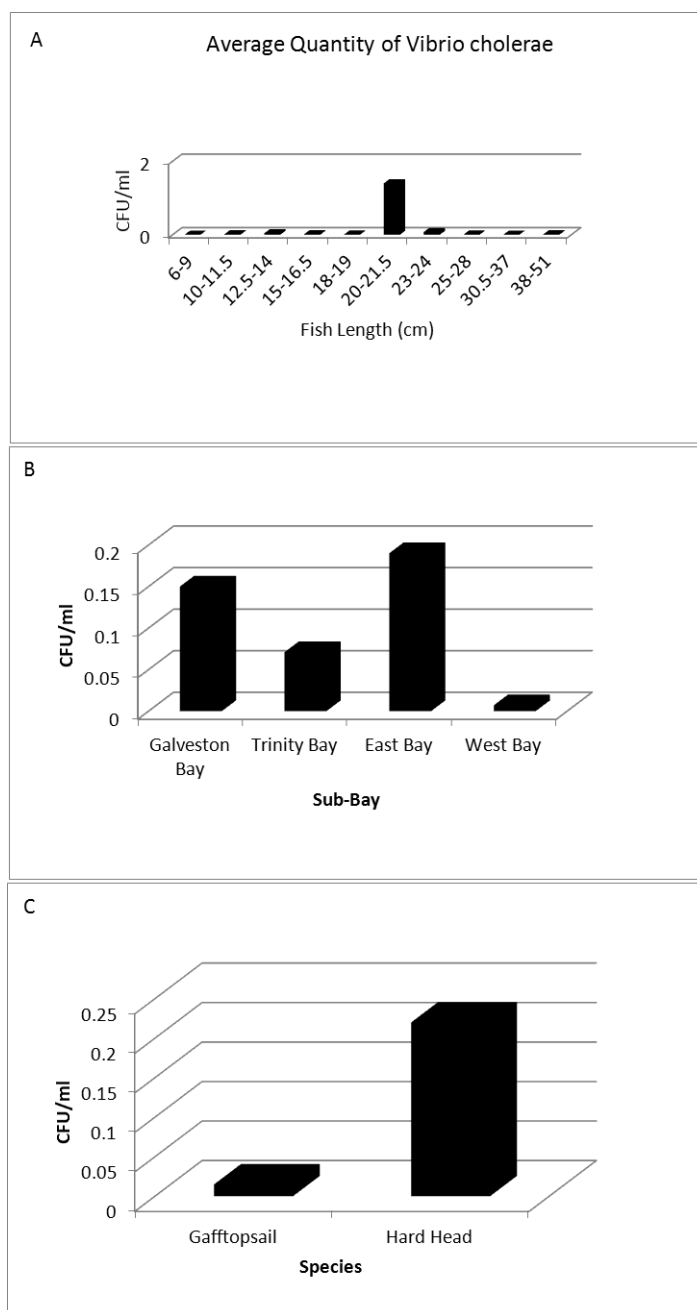 A
Average Quantity of Vibrio cholerae
CFU/ml
2
0
6-9
10-11.5
12.5-14
15-16.5
18-19
20-21.5
23-24
25-28
30.5-37
38-51
Fish Length (cm)
B
CFU/ml
0.2
0.15
0.1
0.05
0
Galveston
Bay
Trinity Bay
East Bay
West Bay
Sub-Bay
C
CFU/ml
0.25
0.2
0.15
0.1
0.05
0
Gafftopsail
Hard Head
Species